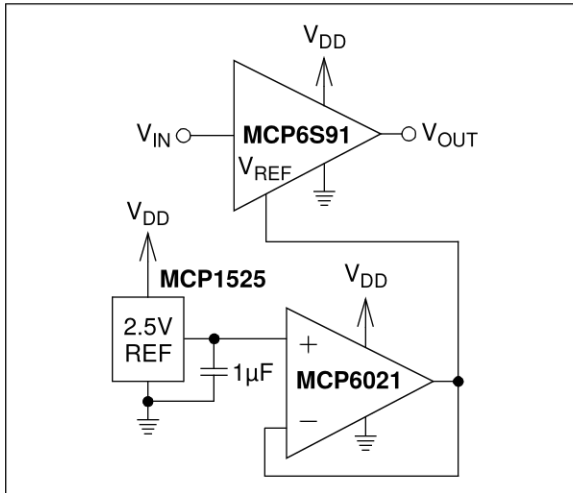 V_DD
V_IN
MCP6S91
V_OUT
V_REF
V_DD
MCP1525
V_DD
2.5V
REF
+
1µF
MCP6021
−